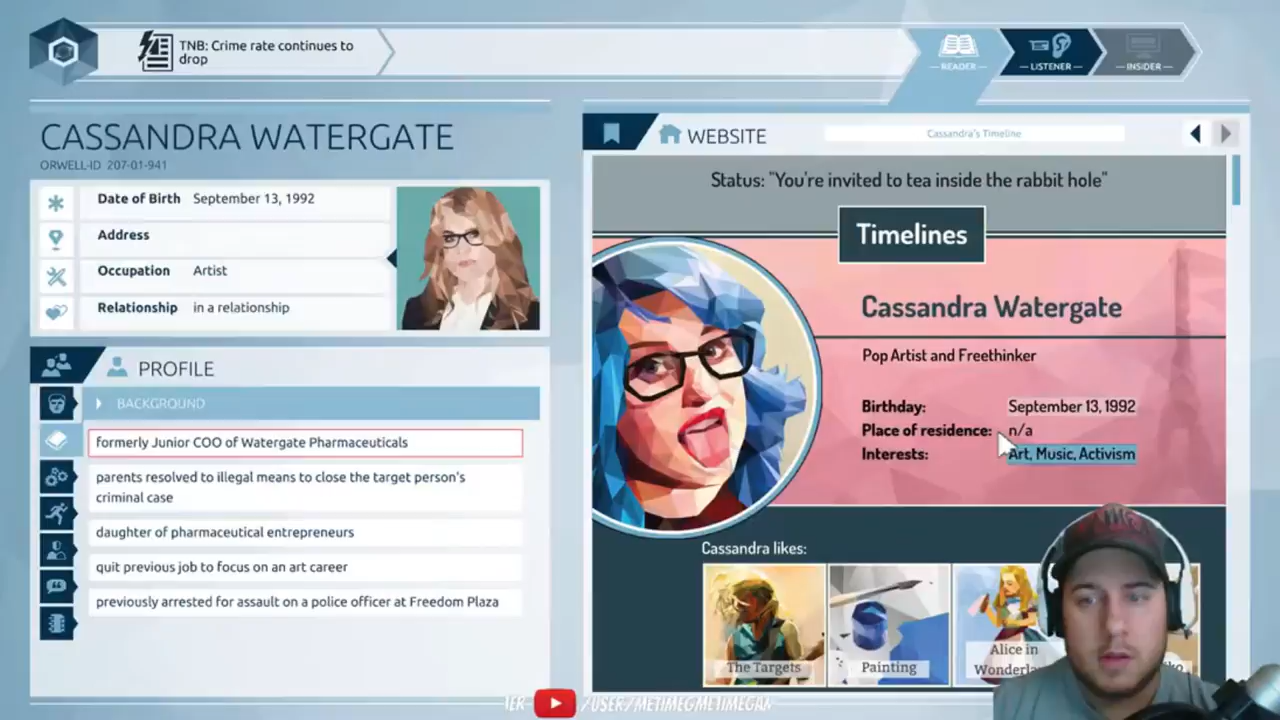 TNB: Crime rate continues to
drop
READER
LISTENER
INSIDER
CASSANDRA WATERGATE
ORWELL-ID 207-01-941
Date of Birth September 13, 1992
Address
Occupation Artist
Relationship in a relationship
PROFILE
BACKGROUND
formerly Junior COO of Watergate Pharmaceuticals
parents resolved to illegal means to close the target person's
criminal case
daughter of pharmaceutical entrepreneurs
quit previous job to focus on an art career
previously arrested for assault on a police officer at Freedom Plaza
WEBSITE
Cassandra's Timeline
Status: "You're invited to tea inside the rabbit hole"
Timelines
Cassandra Watergate
Pop Artist and Freethinker
Birthday: September 13, 1992
Place of residence: n/a
Interests: Art, Music, Activism
Cassandra likes:
The Targets
Painting
Alice in
/USER/METIMEGMETIMEGAN